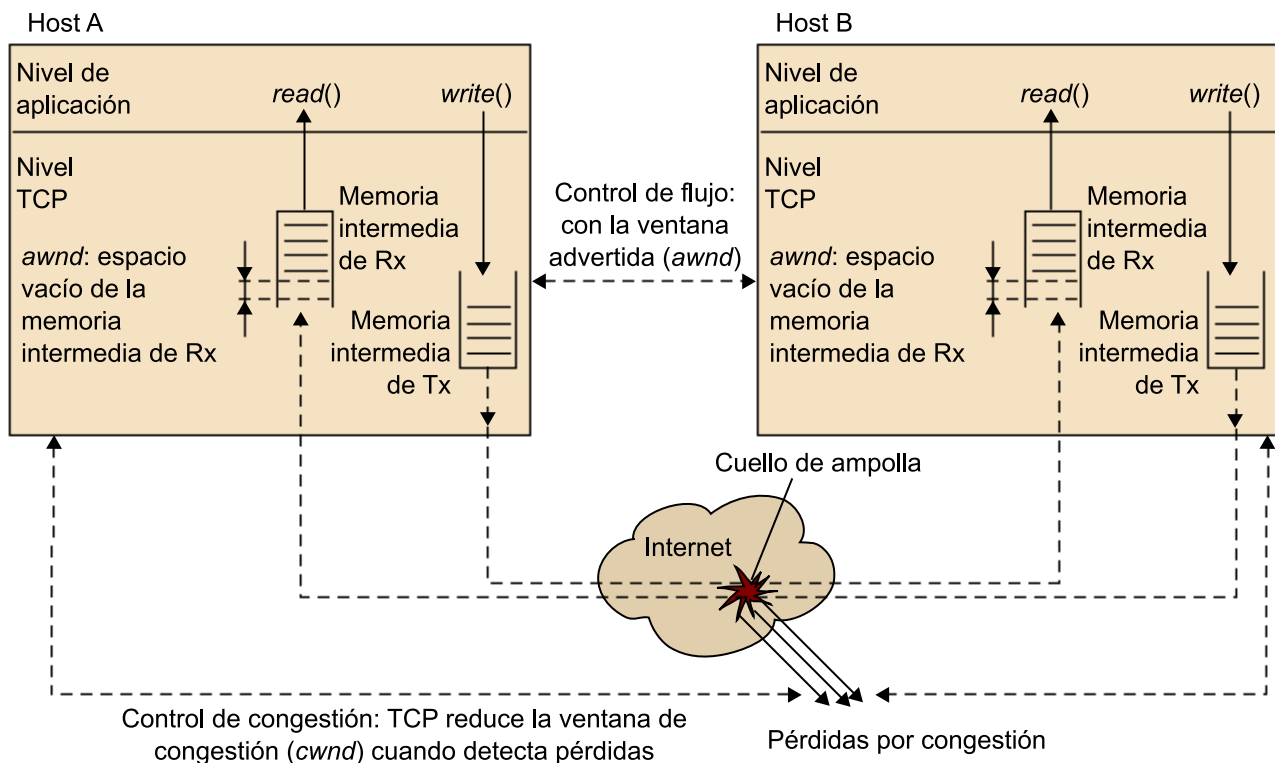 Host A
Nivel de
aplicación
read()
write()
Nivel
TCP
Memoria
intermedia
de Rx
awnd: espacio
vacío de la
memoria
intermedia de Rx
Memoria
intermedia
de Tx
Control de flujo:
con la ventana
advertida (awnd)
Host B
Nivel de
aplicación
read()
write()
Nivel
TCP
Memoria
intermedia
de Rx
awnd: espacio
vacío de la
memoria
intermedia de Rx
Memoria
intermedia
de Tx
Cuello de ampolla
Internet
Control de congestión: TCP reduce la ventana de
congestión (cwnd) cuando detecta pérdidas
Pérdidas por congestión